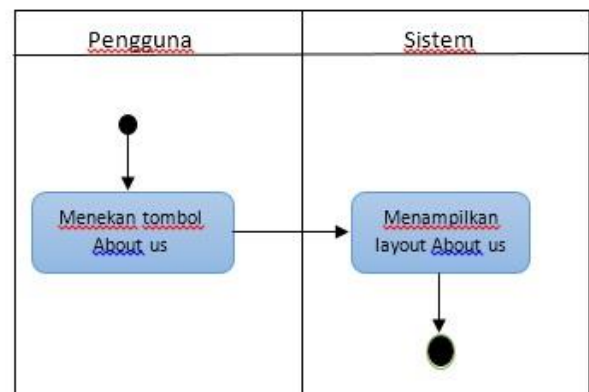 Pengguna
Sistem
Menekan tombol
About us
Menampilkan
layout About us